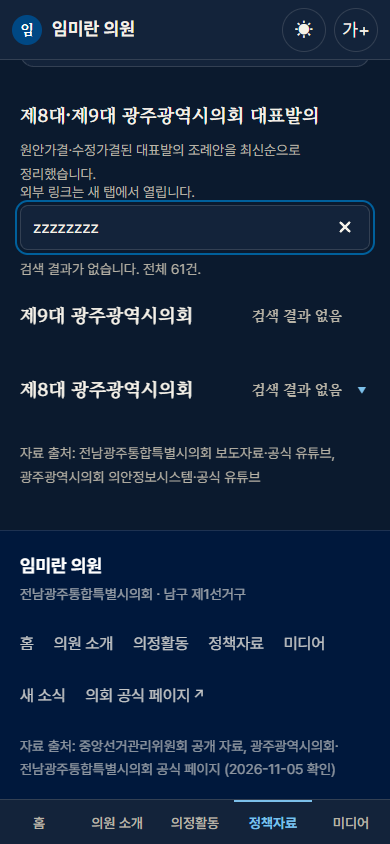 임 임미란 의원 가+
제8대·제9대 광주광역시의회 대표발의
원안가결·수정가결된 대표발의 조례안을 최신순으로
정리했습니다.
외부 링크는 새 탭에서 열립니다.
zzzzzzzz ✕
검색 결과가 없습니다. 전체 61건.
제9대 광주광역시의회 검색 결과 없음
제8대 광주광역시의회 검색 결과 없음 ▼
자료 출처: 전남광주통합특별시의회 보도자료·공식 유튜브,
광주광역시의회 의안정보시스템·공식 유튜브
임미란 의원
전남광주통합특별시의회 · 남구 제1선거구
홈 의원 소개 의정활동 정책자료 미디어
새 소식 의회 공식 페이지 ↗
자료 출처: 중앙선거관리위원회 공개 자료, 광주광역시의회·
전남광주통합특별시의회 공식 페이지 (2026-11-05 확인)
홈 의원 소개 의정활동 정책자료 미디어